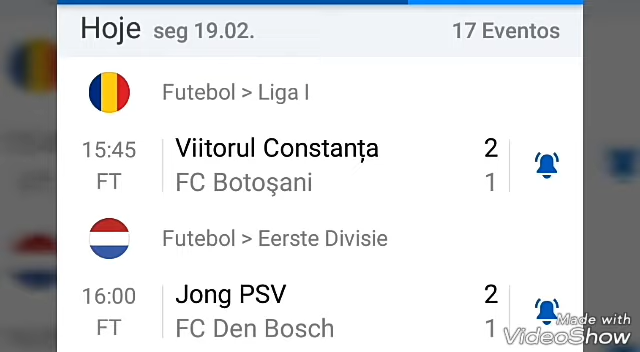 Hoje seg 19.02. 17 Eventos
Futebol > Liga I
15:45 Viitorul Constanța 2
FT FC Botoşani 1
Futebol > Eerste Divisie
16:00 Jong PSV 2
FT FC Den Bosch 1
Made with
VideoShow